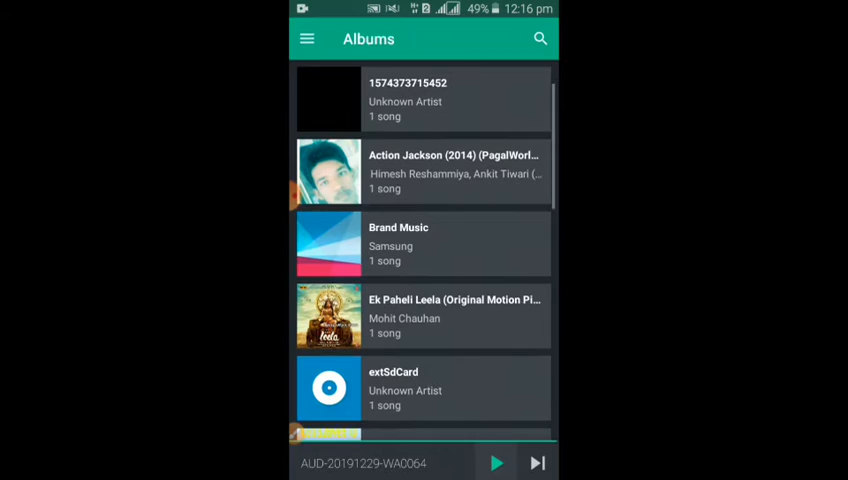 49% 12:16 pm
Albums
1574373715452
Unknown Artist
1 song
Action Jackson (2014) (PagalWorl...
Himesh Reshammiya, Ankit Tiwari (...
1 song
Brand Music
Samsung
1 song
Ek Paheli Leela (Original Motion Pi...
Mohit Chauhan
1 song
leela
extSdCard
Unknown Artist
1 song
AUD-20191229-WA0064